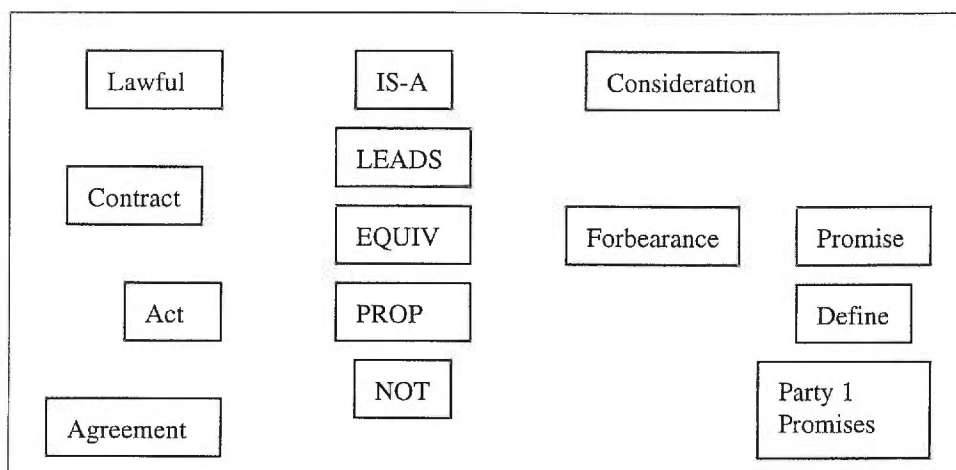 Lawful
IS-A
Consideration
LEADS
Contract
EQUIV
Forbearance
Promise
Act
PROP
Define
NOT
Party 1
Promises
Agreement